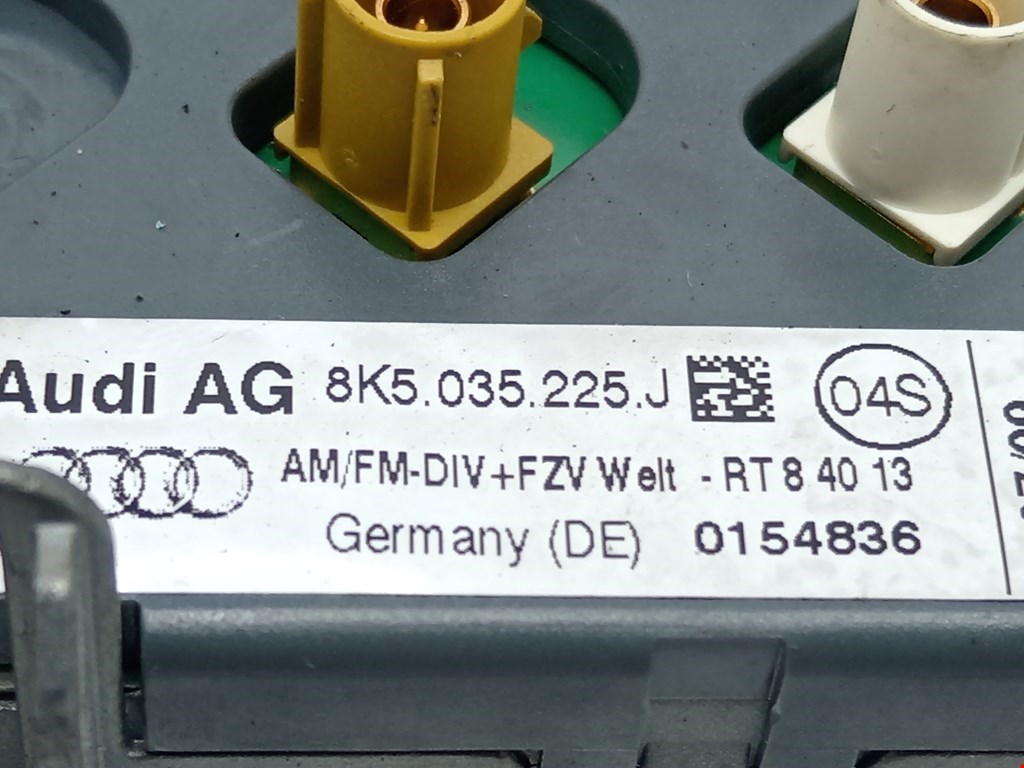 Audi AG 8K5.035.225.J 04S
AM/FM-DIV+FZV Welt - RT 8 40 13
Germany (DE) 0154836